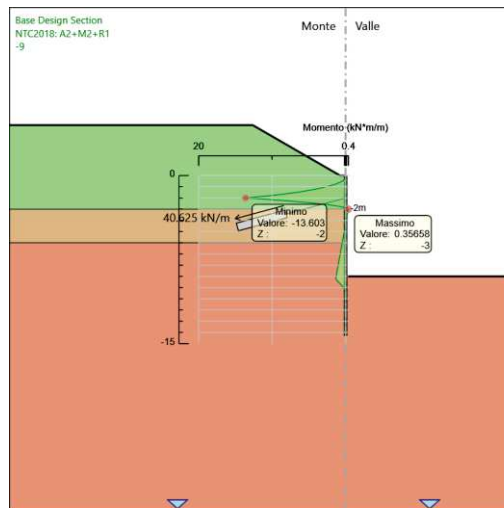 Base Design Section
NTC2018: A2+M2+R1
-9
Monte Valle
Momento (kN*m/m)
20 0.4
0
2m
40.625 kN/m
Minimo
Valore: -13.603
Z : -2
Massimo
Valore: 0.35658
Z : -3
-15